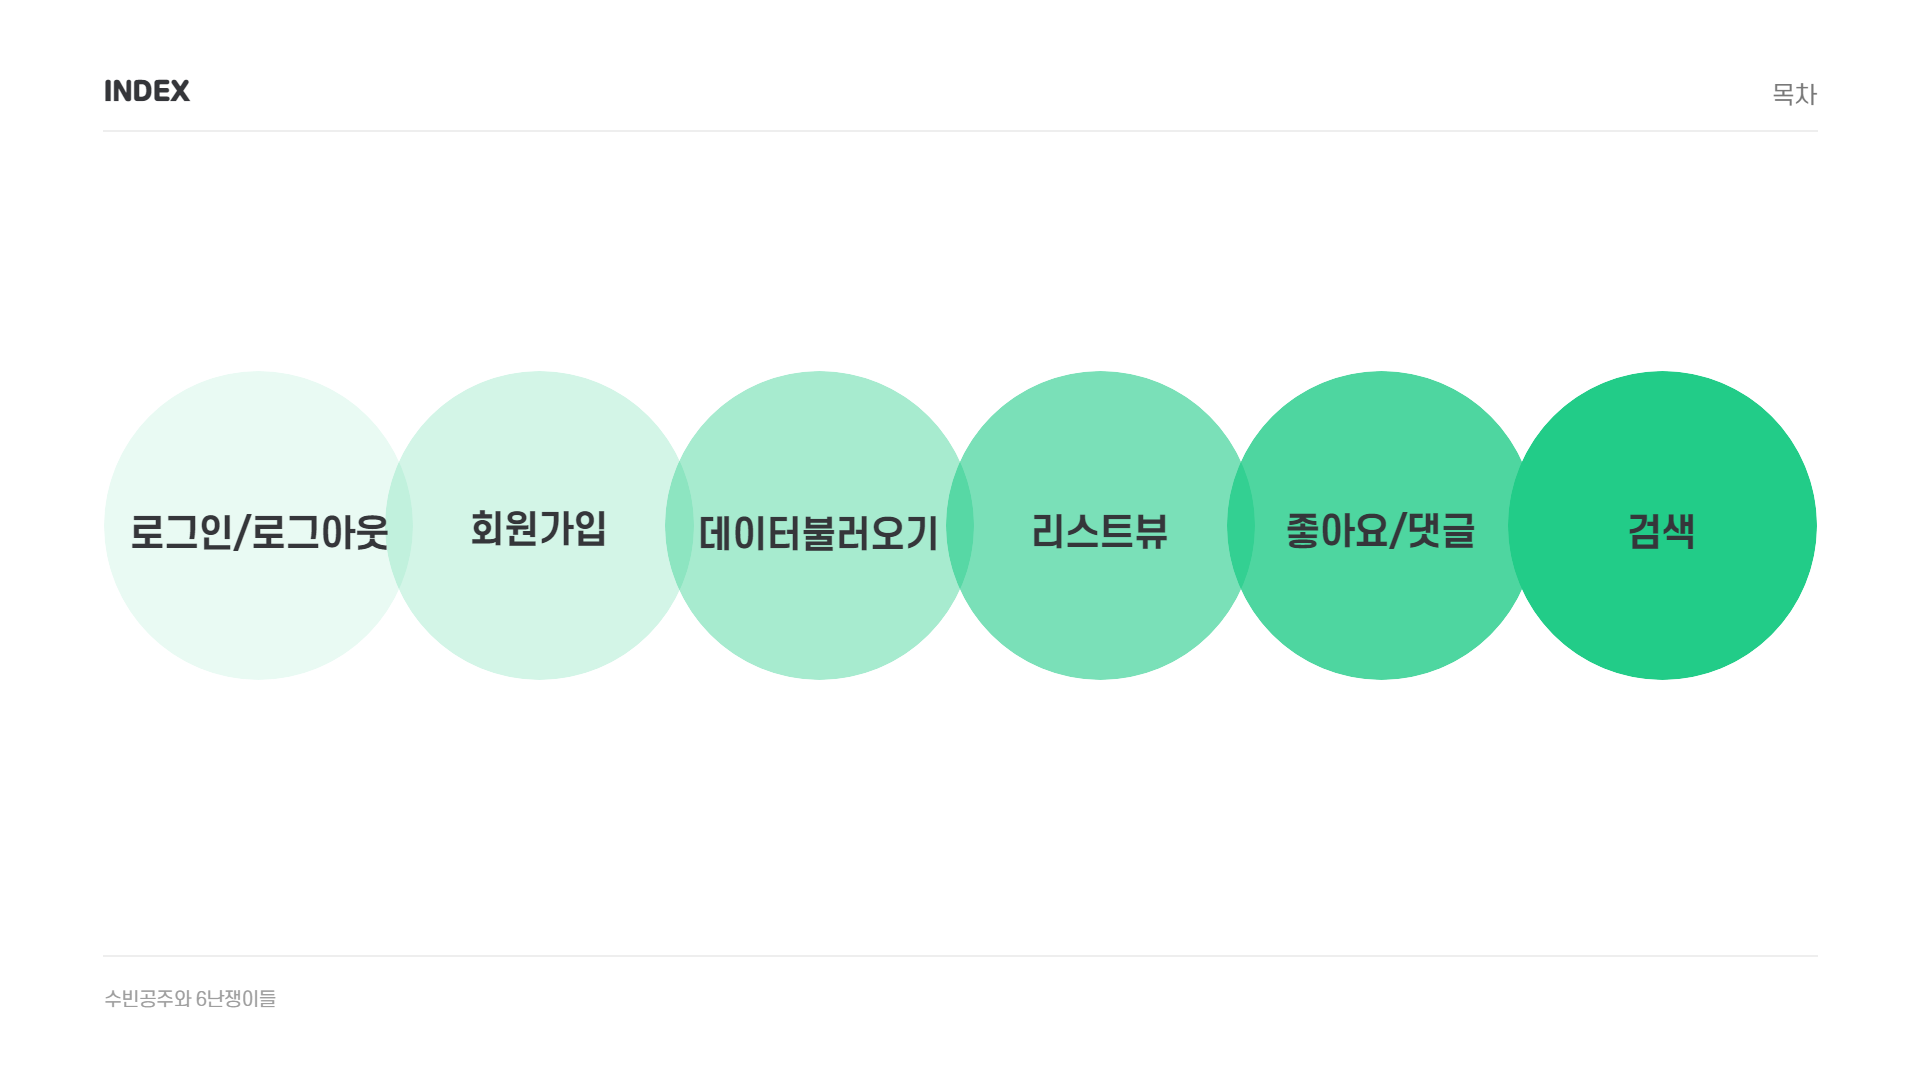 INDEX
목차
로그인/로그아웃
회원가입
데이터불러오기
리스트뷰
좋아요/댓글
검색
수빈공주와 6난쟁이들